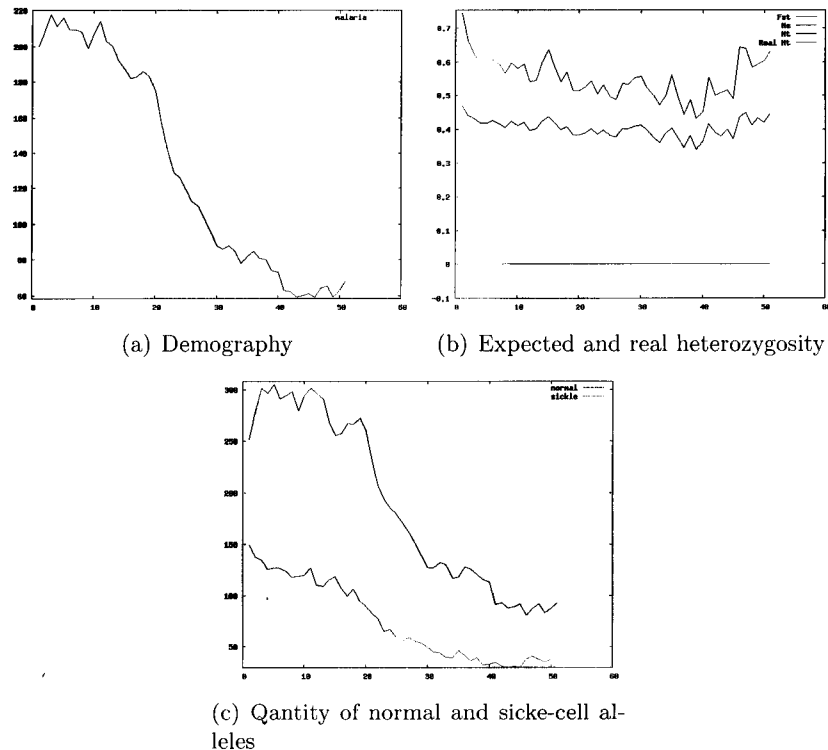 220
200
180
160
140
120
100
80
60
0 10 20 30 40 50 60
malaria
(a) Demography
0.7
0.6
0.5
0.4
0.3
0.2
0.1
0
-0.1
0 10 20 30 40 50 60
Fst
Hs
Ht
Real Ht
(b) Expected and real heterozygosity
300
250
200
150
100
50
0 10 20 30 40 50 60
normal
sickle
(c) Qantity of normal and sicke-cell al-
leles